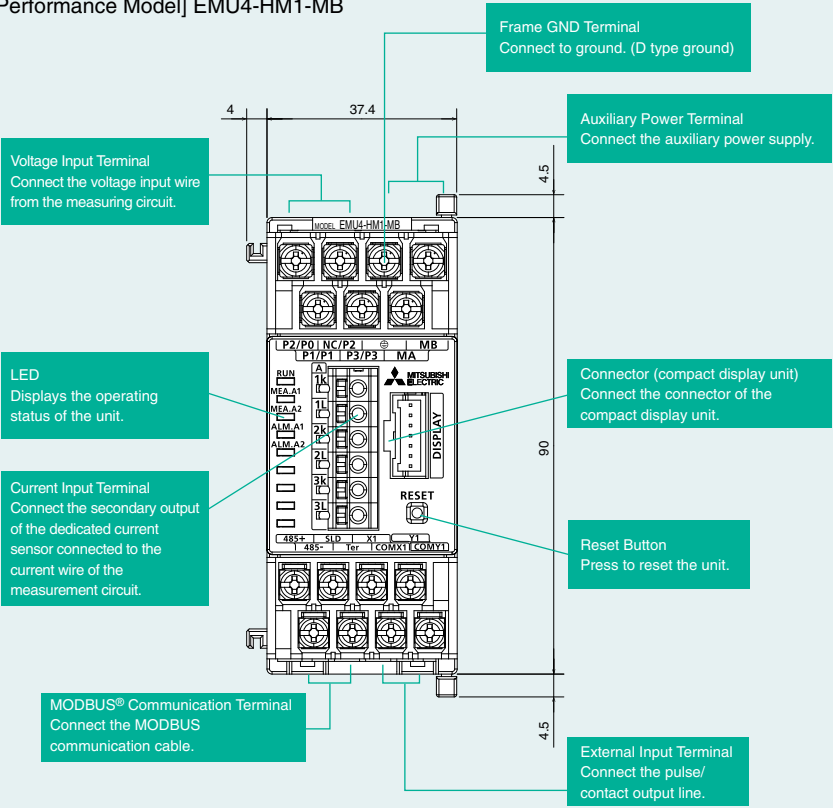 Performance Model] EMU4-HM1-MB
Frame GND Terminal
Connect to ground. (D type ground)
4
37.4
Auxiliary Power Terminal
Connect the auxiliary power supply.
4.5
Voltage Input Terminal
Connect the voltage input wire
from the measuring circuit.
MODEL EMU4-HM1-MB
P2/P0 NC/P2 MB
P1/P1 P3/P3 MA
RUN
MEA.A1
MEA.A2
ALM.A1
ALM.A2
A
1k
1L
2k
2L
3k
3L
MITSUBISHI
ELECTRIC
DISPLAY
RESET
LED
Displays the operating
status of the unit.
Connector (compact display unit)
Connect the connector of the
compact display unit.
90
Current Input Terminal
Connect the secondary output
of the dedicated current
sensor connected to the
current wire of the
measurement circuit.
Reset Button
Press to reset the unit.
485+ SLD X1 Y1
485- Ter COMX1 COMY1
MODBUS® Communication Terminal
Connect the MODBUS
communication cable.
4.5
External Input Terminal
Connect the pulse/
contact output line.